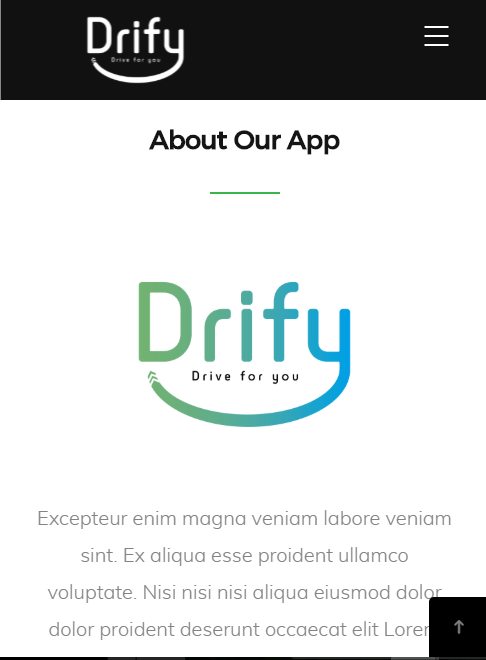 Drify
Drive for you
About Our App
Drify
Drive for you
Excepteur enim magna veniam labore veniam
sint. Ex aliqua esse proident ullamco
voluptate. Nisi nisi nisi aliqua eiusmod dolor
dolor proident deserunt occaecat elit Lorem